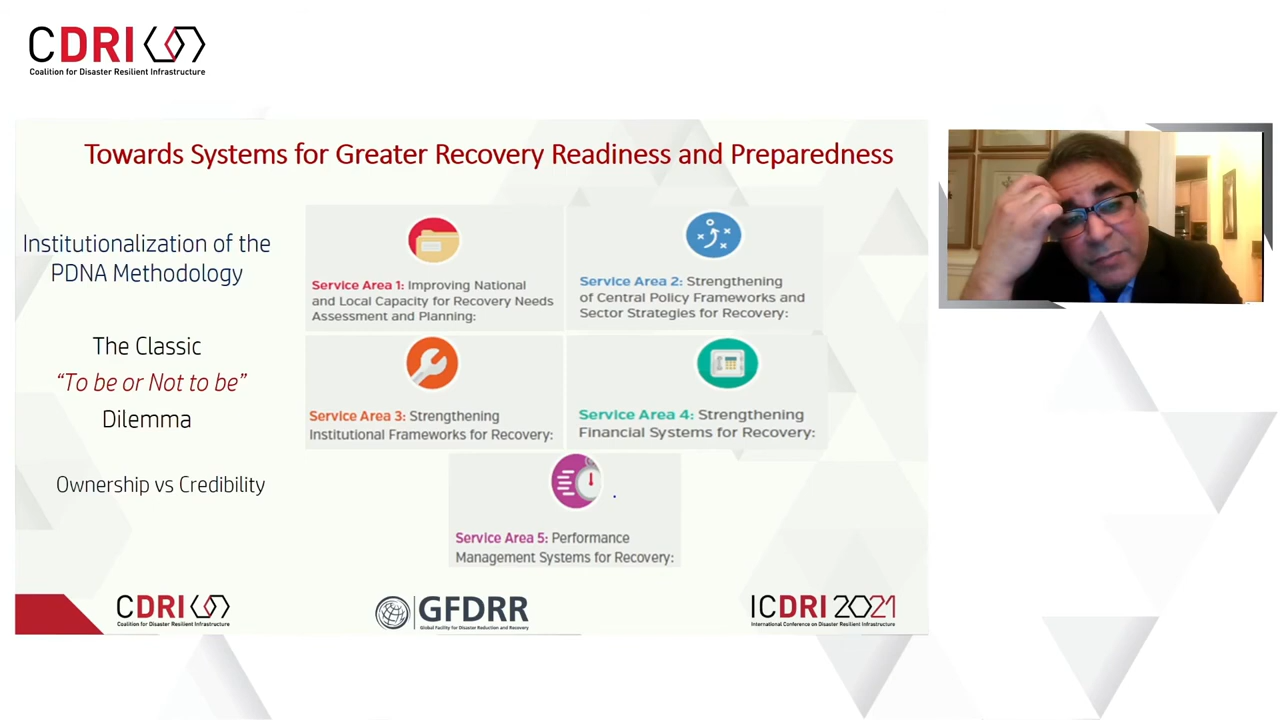 CDRI
Coalition for Disaster Resilient Infrastructure
Towards Systems for Greater Recovery Readiness and Preparedness
Institutionalization of the
PDNA Methodology
The Classic
“To be or Not to be”
Dilemma
Ownership vs Credibility
Service Area 1: Improving National
and Local Capacity for Recovery Needs
Assessment and Planning:
Service Area 2: Strengthening
of Central Policy Frameworks and
Sector Strategies for Recovery:
Service Area 3: Strengthening
Institutional Frameworks for Recovery:
Service Area 4: Strengthening
Financial Systems for Recovery:
Service Area 5: Performance
Management Systems for Recovery:
CDRI
Coalition for Disaster Resilient Infrastructure
GFDRR
Global Facility for Disaster Reduction and Recovery
ICDRI 2021
International Conference on Disaster Resilient Infrastructure